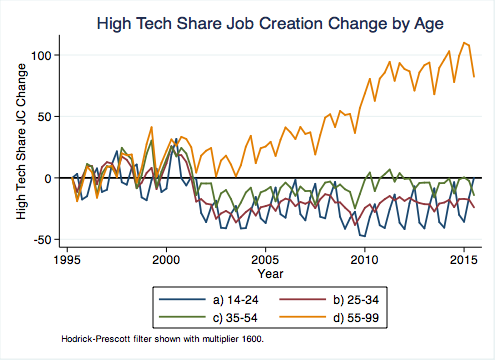 High Tech Share Job Creation Change by Age
High Tech Share JC Change
100
50
0
-50
1995
2000
2005
2010
2015
Year
a) 14-24
b) 25-34
c) 35-54
d) 55-99
Hodrick-Prescott filter shown with multiplier 1600.